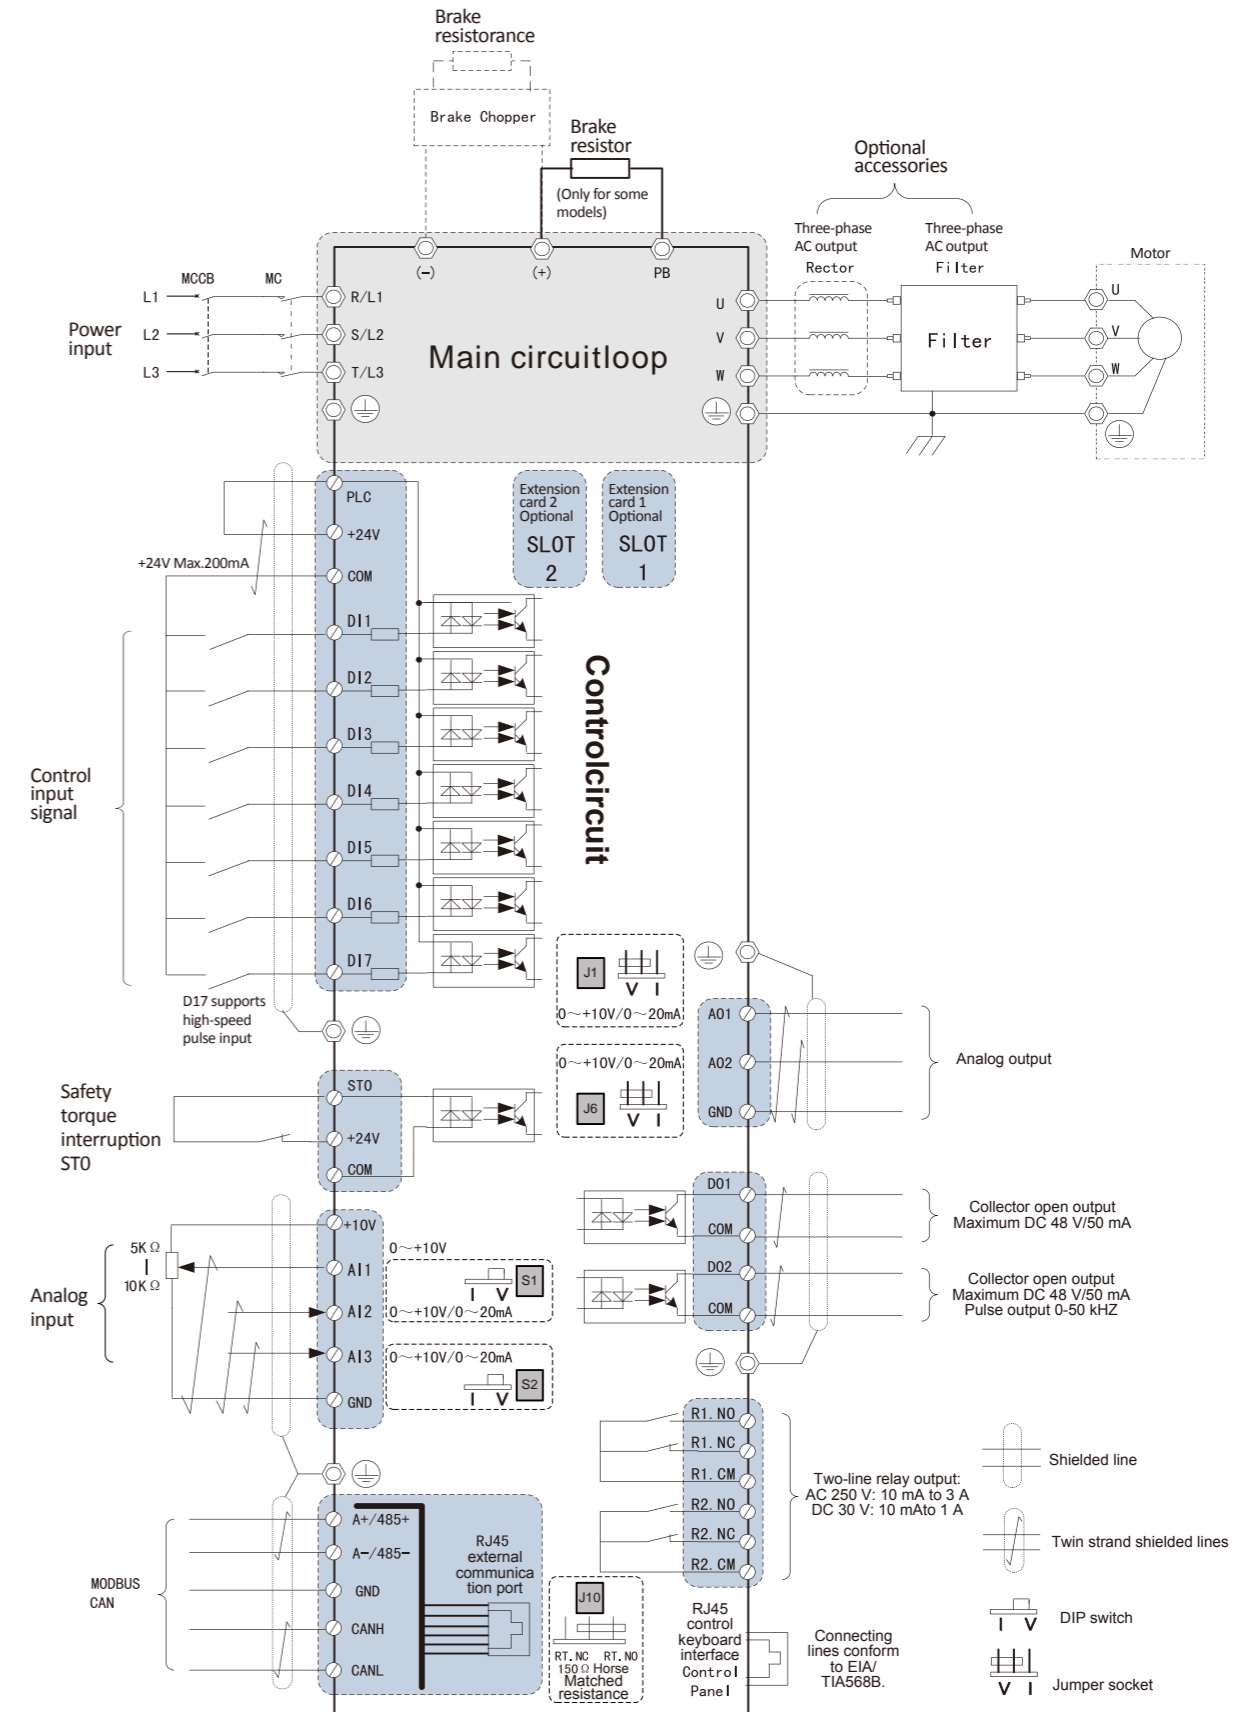 Brake
resistorance
Brake Chopper
Brake
resistor
(Only for some
models)
Optional
accessories
Three-phase
AC output
Rector
Three-phase
AC output
Filter
Motor
(-)
(+)
PB
MCCB
MC
L1
R/L1
Power
input
L2
S/L2
L3
T/L3
Main circuitloop
U
V
W
Filter
U
V
W
PLC
+24V
+24V Max.200mA
COM
Extension
card 2
Optional
SLOT
2
Extension
card 1
Optional
SLOT
1
Control
input
signal
DI1
DI2
DI3
DI4
DI5
DI6
DI7
D17 supports
high-speed
pulse input
Controlcircuit
J1
V I
0～+10V/0～20mA
0～+10V/0～20mA
J6
V I
AO1
AO2
GND
Analog output
Safety
torque
interruption
STO
STO
+24V
COM
DO1
COM
Collector open output
Maximum DC 48 V/50 mA
DO2
COM
Collector open output
Maximum DC 48 V/50 mA
Pulse output 0-50 kHZ
Analog
input
5KΩ
10KΩ
+10V
0～+10V
AI1
I V
S1
AI2
0～+10V/0～20mA
AI3
0～+10V/0～20mA
I V
S2
GND
R1.NO
R1.NC
R1.CM
R2.NO
R2.NC
R2.CM
Two-line relay output:
AC 250 V: 10 mA to 3 A
DC 30 V: 10 mAto 1 A
Shielded line
Twin strand shielded lines
I V
DIP switch
V I
Jumper socket
MODBUS
CAN
A+/485+
A-/485-
GND
CANH
CANL
RJ45
external
communica
tion port
J10
RT.NC RT.NO
150Ω Horse
Matched
resistance
RJ45
control
keyboard
interface
Control
Panel
Connecting
lines conform
to EIA/
TIA568B.